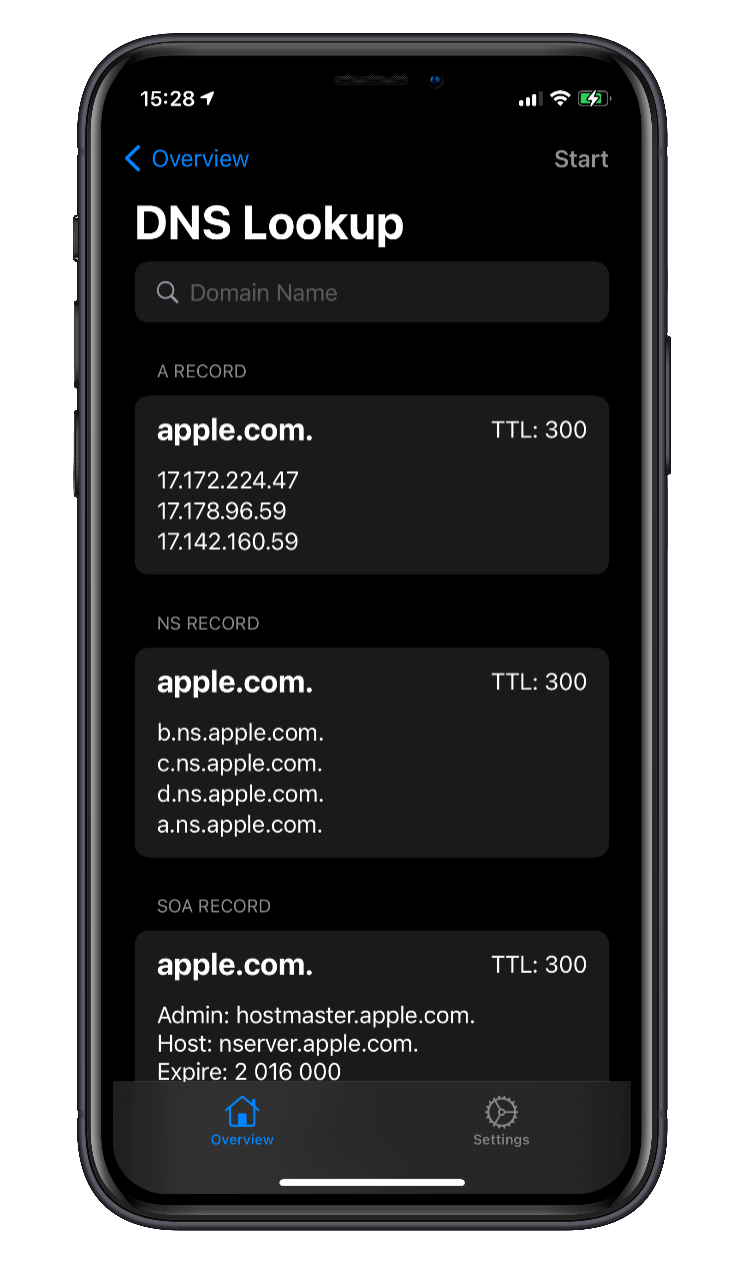 15:28
Overview
Start
DNS Lookup
Domain Name
A RECORD
apple.com.
TTL: 300
17.172.224.47
17.178.96.59
17.142.160.59
NS RECORD
apple.com.
TTL: 300
b.ns.apple.com.
c.ns.apple.com.
d.ns.apple.com.
a.ns.apple.com.
SOA RECORD
apple.com.
TTL: 300
Admin: hostmaster.apple.com.
Host: nserver.apple.com.
Expire: 2 016 000
Overview
Settings